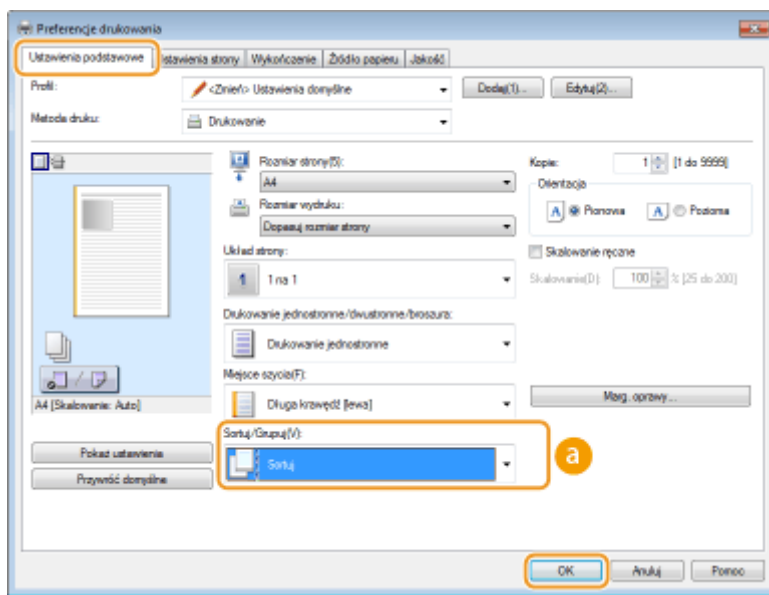 Preferencje drukowania
Ustawienia podstawowe Ustawienia strony Wykończenie Źródło papieru Jakość
Profil: <Zmień> Ustawienia domyślne Dodaj(1)... Edytuj(2)...
Metoda druku: Drukowanie
Rozmiar strony(5): Kopie: 1 [1 do 9999]
A4 Orientacja
Rozmiar wydruku: A Pionowa A Pozioma
Dopasuj rozmiar strony
Układ strony: Skalowanie ręczne
1 1 na 1 Skalowanie(D): 100 % [25 do 200]
Drukowanie jednostronne/dwustronne/broszura:
Drukowanie jednostronne
Miejsce szycia(F):
A4 [Skalowanie: Auto] Długa krawędź [lewa] Marg. oprawy...
Sortuj/Grupuj(V):
Pokaż ustawienia Sortuj a
Przywróć domyślne
OK Anuluj Pomoc